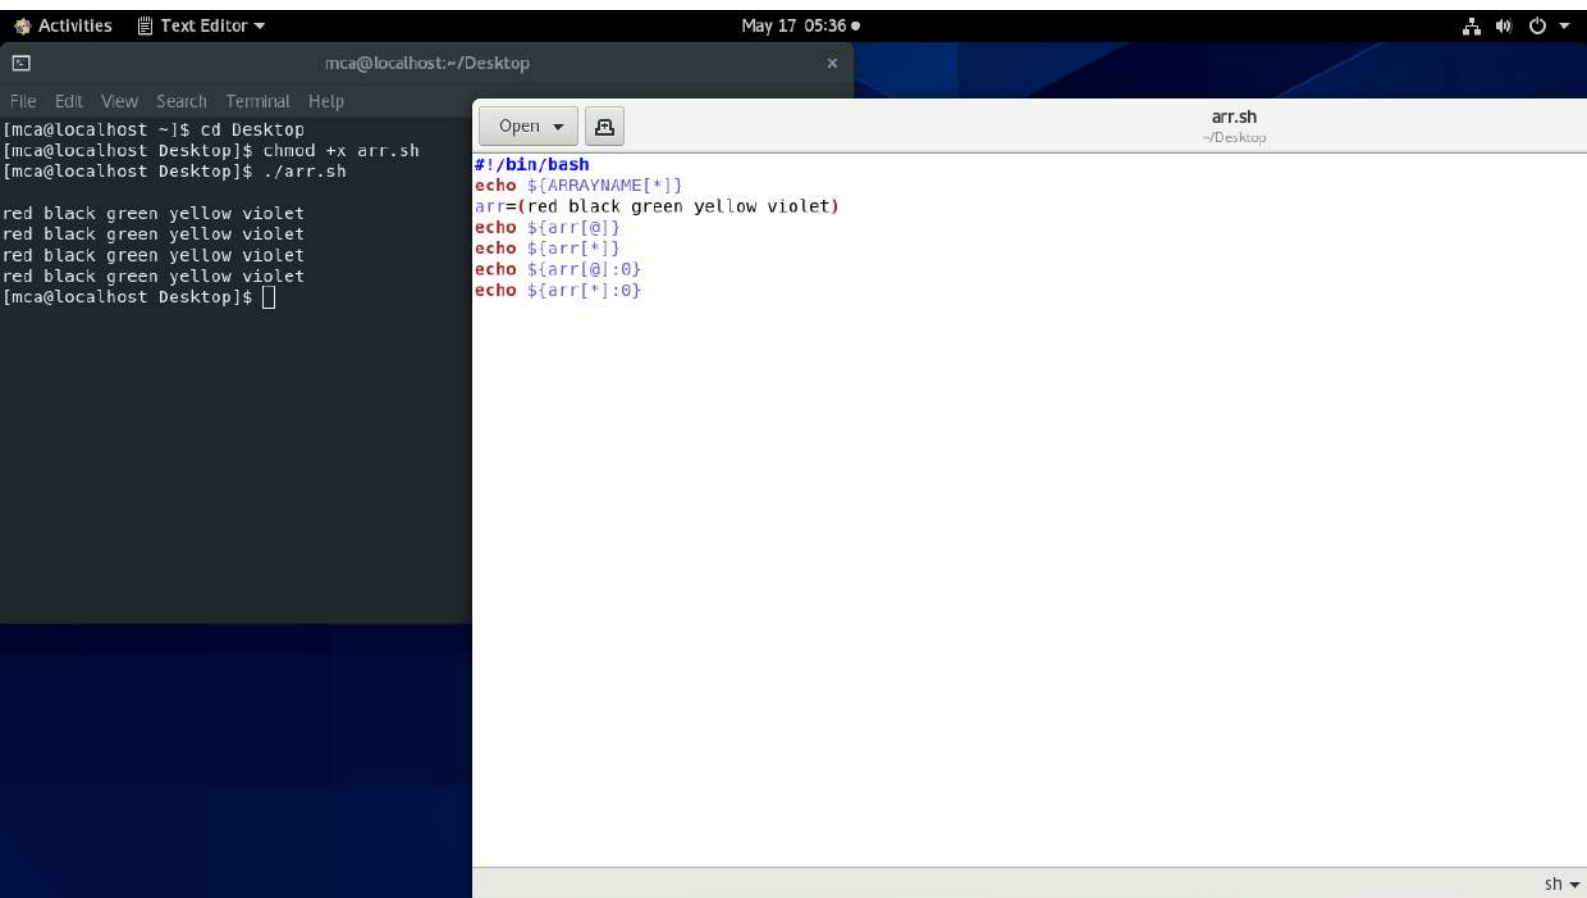 Activities Text Editor May 17 05:36
mca@localhost:~/Desktop
File Edit View Search Terminal Help
[mca@localhost ~]$ cd Desktop
[mca@localhost Desktop]$ chmod +x arr.sh
[mca@localhost Desktop]$ ./arr.sh
red black green yellow violet
red black green yellow violet
red black green yellow violet
red black green yellow violet
[mca@localhost Desktop]$
Open
arr.sh
~/Desktop
#!/bin/bash
echo ${ARRAYNAME[*]}
arr=(red black green yellow violet)
echo ${arr[@]}
echo ${arr[*]}
echo ${arr[@]:0}
echo ${arr[*]:0}
sh